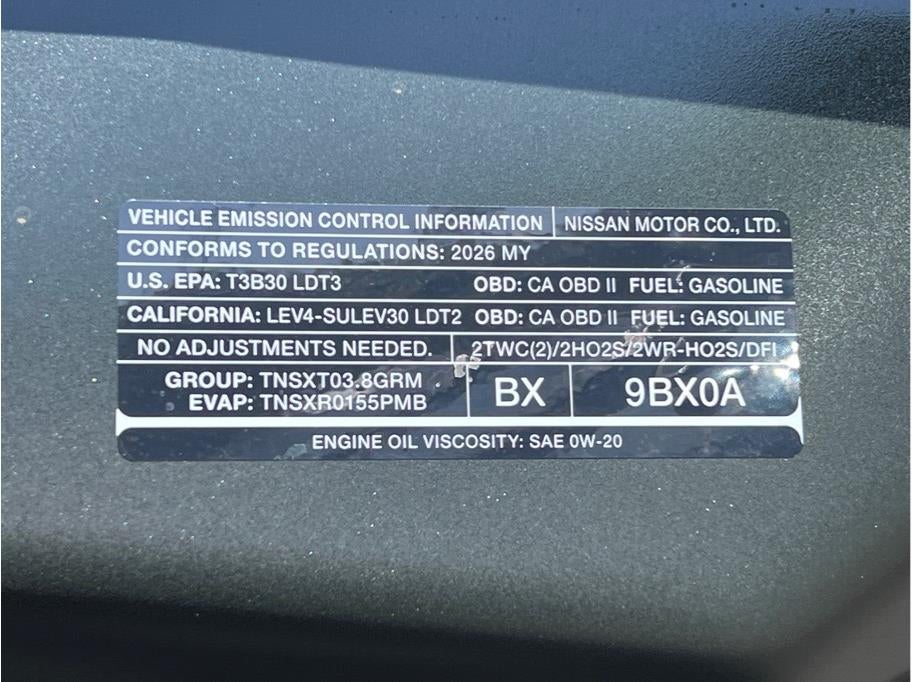 VEHICLE EMISSION CONTROL INFORMATION NISSAN MOTOR CO., LTD.
CONFORMS TO REGULATIONS: 2026 MY
U.S. EPA: T3B30 LDT3 OBD: CA OBD II FUEL: GASOLINE
CALIFORNIA: LEV4-SULEV30 LDT2 OBD: CA OBD II FUEL: GASOLINE
NO ADJUSTMENTS NEEDED. 2TWC(2)/2HO2S/2WR-HO2S/DFI
GROUP: TNSXT03.8GRM
EVAP: TNSXR0155PMB
BX
9BX0A
ENGINE OIL VISCOSITY: SAE 0W-20